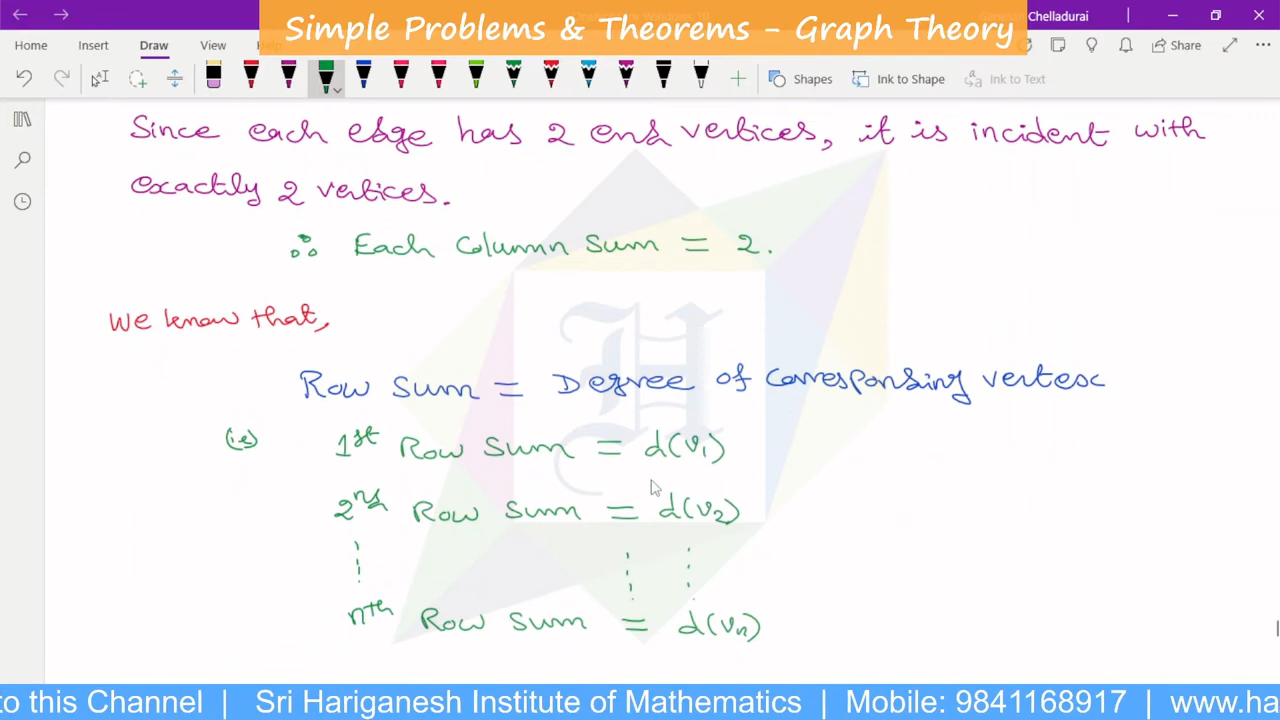 Simple Problems & Theorems - Graph Theory
Chelladurai
Home Insert Draw View Share
Shapes Ink to Shape Ink to Text
Since each edge has 2 end vertices, it is incident with
exactly 2 vertices.
∴ Each Column Sum = 2.
We know that,
Row Sum = Degree of corresponding vertex
(ie) 1st Row Sum = d(v1)
2nd Row Sum = d(v2)
nth Row Sum = d(vn)
H
to this Channel | Sri Hariganesh Institute of Mathematics | Mobile: 9841168917 | www.ha